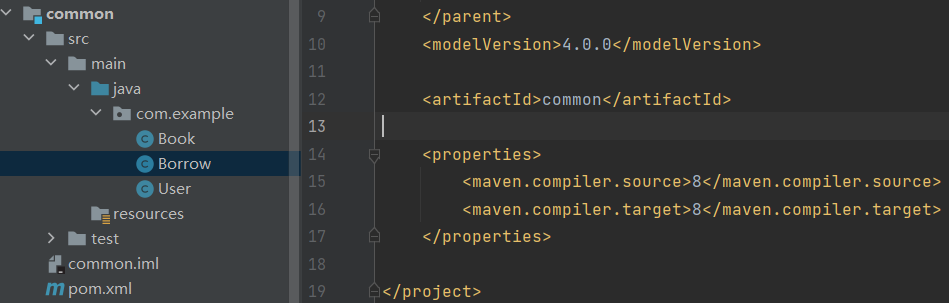 common
src
main
java
com.example
Book
Borrow
User
resources
test
common.iml
pom.xml
9 </parent>
10 <modelVersion>4.0.0</modelVersion>
11
12 <artifactId>common</artifactId>
13
14 <properties>
15 <maven.compiler.source>8</maven.compiler.source>
16 <maven.compiler.target>8</maven.compiler.target>
17 </properties>
18
19 </project>